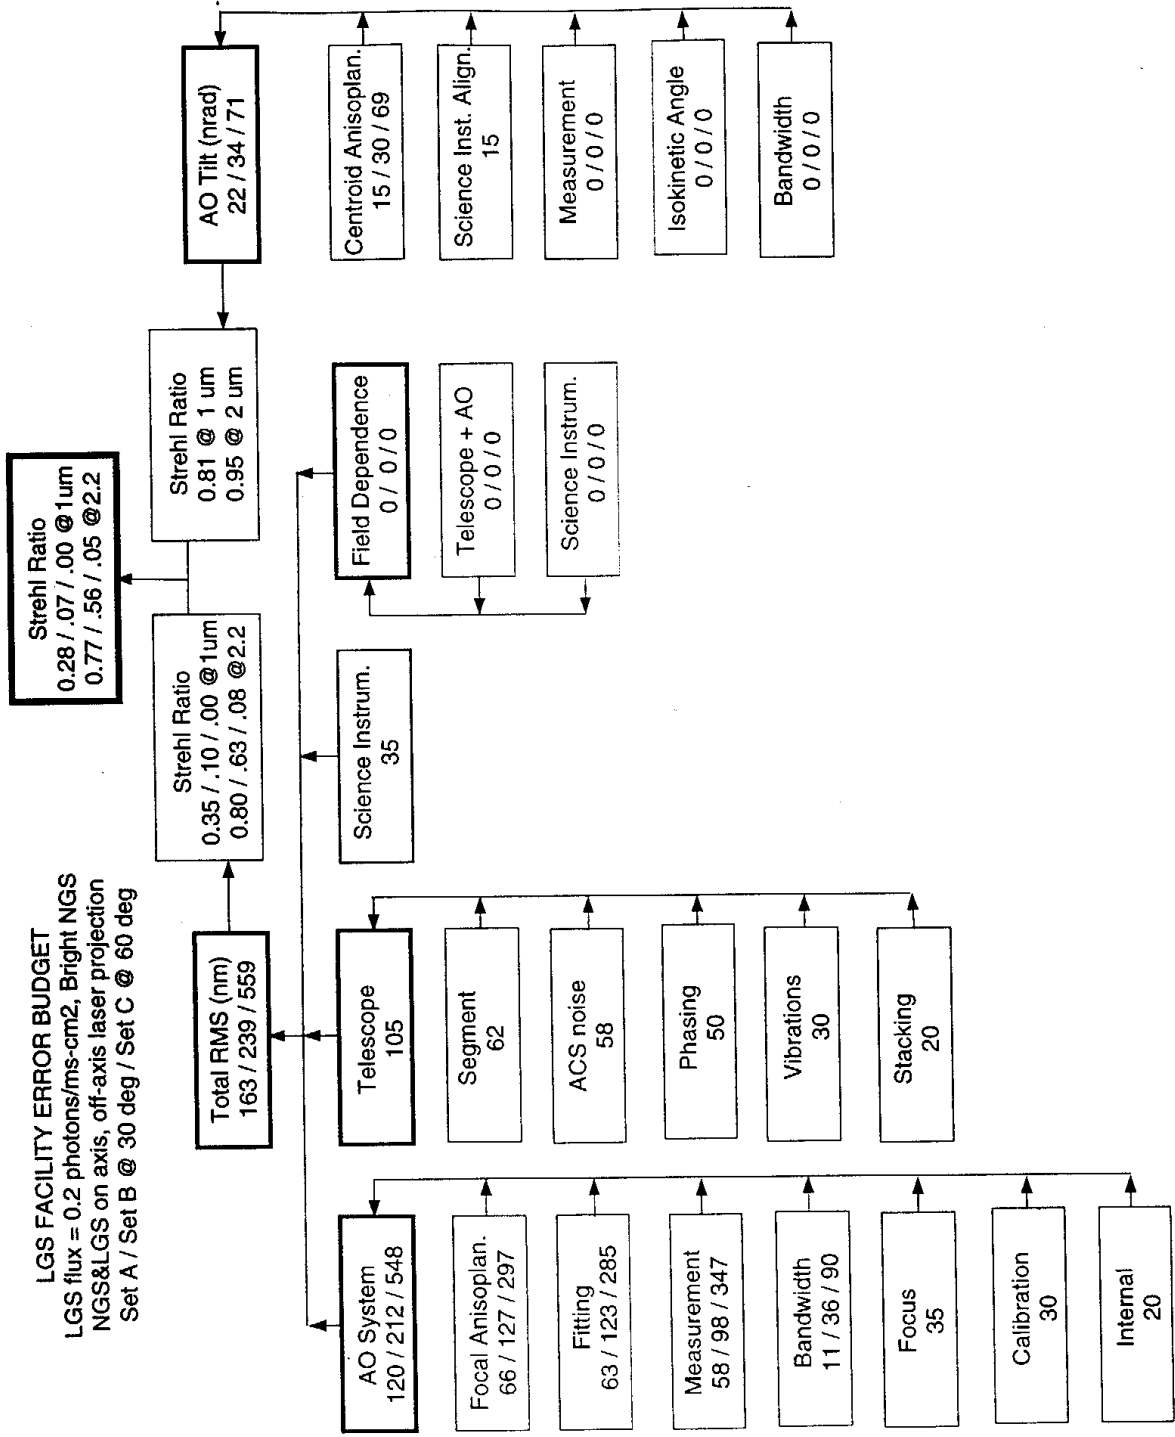 LGS FACILITY ERROR BUDGET
LGS flux = 0.2 photons/ms-cm2, Bright NGS
NGS&LGS on axis, off-axis laser projection
Set A / Set B @ 30 deg / Set C @ 60 deg
Strehl Ratio
0.28 / .07 / .00 @1um
0.77 / .56 / .05 @2.2
Strehl Ratio
0.35 / .10 / .00 @1um
0.80 / .63 / .08 @2.2
Strehl Ratio
0.81 @ 1 um
0.95 @ 2 um
Total RMS (nm)
163 / 239 / 559
AO Tilt (nrad)
22 / 34 / 71
AO System
120 / 212 / 548
Focal Anisoplan.
66 / 127 / 297
Fitting
63 / 123 / 285
Measurement
58 / 98 / 347
Bandwidth
11 / 36 / 90
Focus
35
Calibration
30
Internal
20
Telescope
105
Segment
62
ACS noise
58
Phasing
50
Vibrations
30
Stacking
20
Science Instrum.
35
Field Dependence
0 / 0 / 0
Telescope + AO
0 / 0 / 0
Science Instrum.
0 / 0 / 0
Centroid Anisoplan.
15 / 30 / 69
Science Inst. Align.
15
Measurement
0 / 0 / 0
Isokinetic Angle
0 / 0 / 0
Bandwidth
0 / 0 / 0